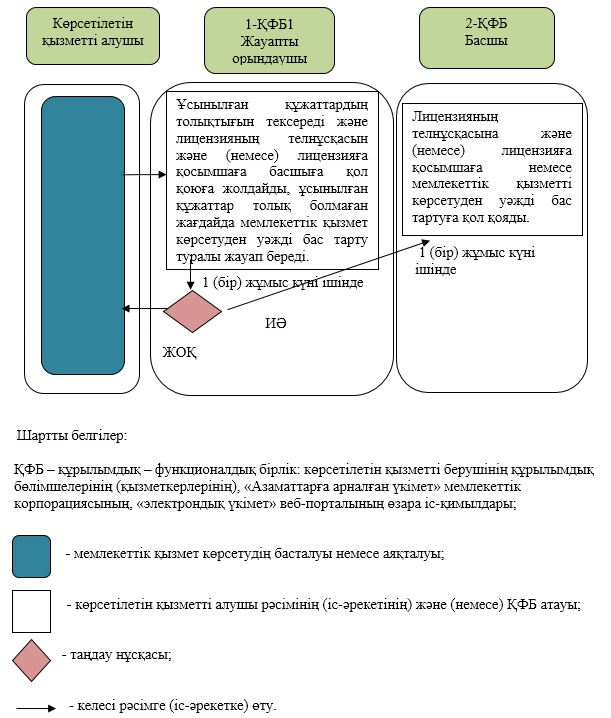 Көрсетілетін
қызметті алушы
1-ҚФБ1
Жауапты
орындаушы
2-ҚФБ
Басшы
Ұсынылған құжаттардың
толықтығын тексереді және
лицензияның телнұсқасын
және (немесе) лицензияға
қосымшаға басшыға қол
қоюға жолдайды, ұсынылған
құжаттар толық болмаған
жағдайда мемлекеттік қызмет
көрсетуден уәжді бас тарту
туралы жауап береді.
1 (бір) жұмыс күні ішінде
ИӘ
ЖОҚ
Лицензияның
телнұсқасына және
(немесе) лицензияға
қосымшаға немесе
мемлекеттік қызметті
көрсетуден уәжді бас
тартуға қол қояды.
1 (бір) жұмыс күні
ішінде
Шартты белгілер:
ҚФБ – құрылымдық – функционалдық бірлік: көрсетілетін қызметті берушінің құрылымдық
бөлімшелерінің (қызметкерлерінің), «Азаматтарға арналған үкімет» мемлекеттік
корпорациясының, «электрондық үкімет» веб-порталының өзара іс-қимылдары;
- мемлекеттік қызмет көрсетудің басталуы немесе аяқталуы;
- көрсетілетін қызметті алушы рәсімінің (іс-әрекетінің) және (немесе) ҚФБ атауы;
- таңдау нұсқасы;
- келесі рәсімге (іс-әрекетке) өту.